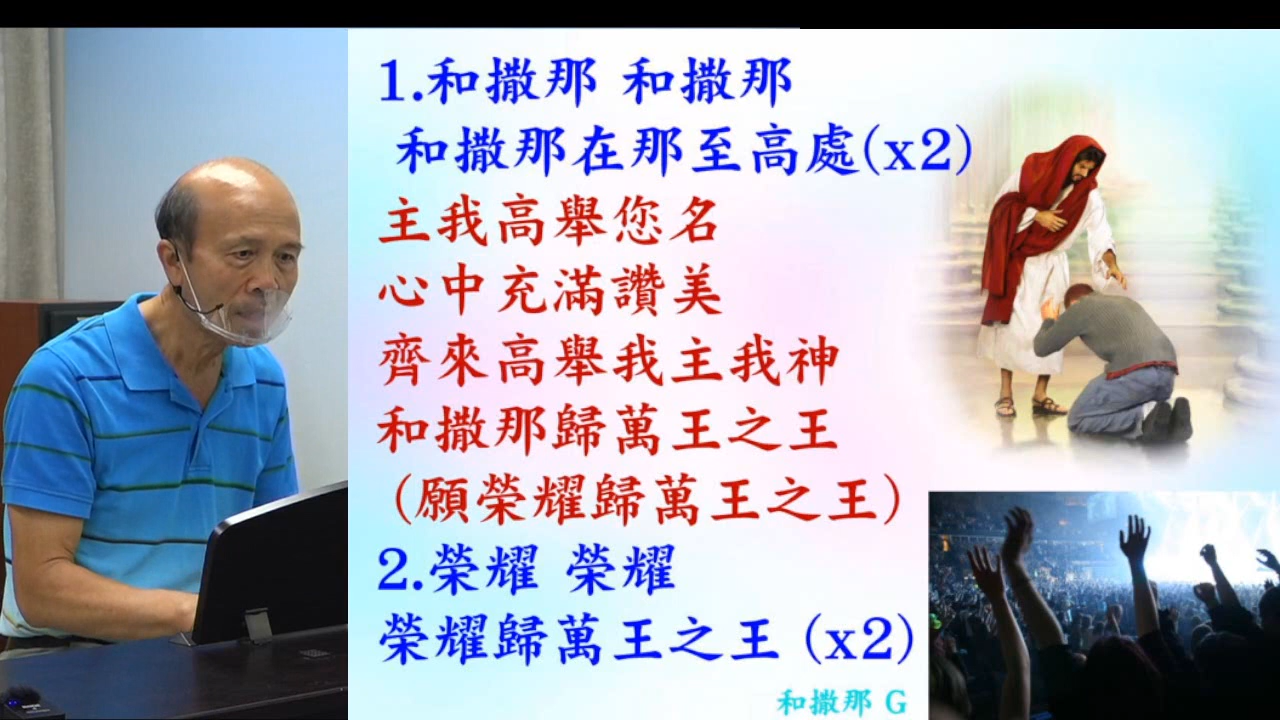 1.和撒那 和撒那
和撒那在那至高處(x2)
主我高舉您名
心中充滿讚美
齊來高舉我主我神
和撒那歸萬王之王
(願榮耀歸萬王之王)
2.榮耀 榮耀
榮耀歸萬王之王 (x2)
和撒那 G